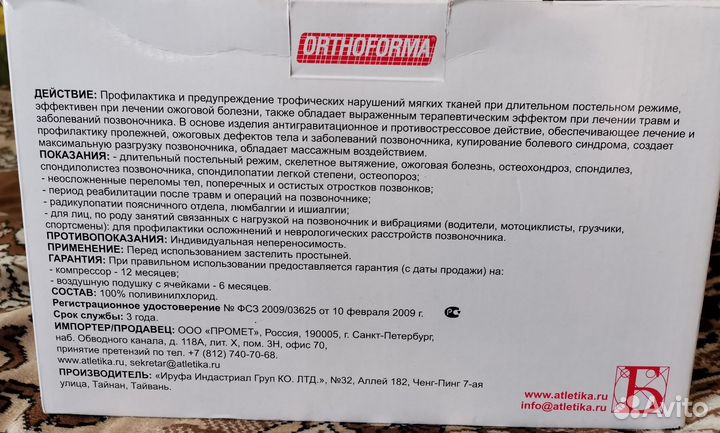 ORTHOFORMA
ДЕЙСТВИЕ: Профилактика и предупреждение трофических нарушений мягких тканей при длительном постельном режиме,
эффективен при лечении ожоговой болезни, также обладает выраженным терапевтическим эффектом при лечении травм и
заболеваний позвоночника. В основе изделия антигравитационное и противострессовое действие, обеспечивающее лечение и
профилактику пролежней, ожоговых дефектов тела и заболеваний позвоночника, купирование болевого синдрома, создает
максимальную разгрузку позвоночника, обладает массажным воздействием.
ПОКАЗАНИЯ: - длительный постельный режим, скелетное вытяжение, ожоговая болезнь, остеохондроз, спондилез,
спондилолистез позвоночника, спондилопатии легкой степени, остеопороз;
- неосложненные переломы тел, поперечных и остистых отростков позвонков;
- период реабилитации после травм и операций на позвоночнике;
- радикулопатии поясничного отдела, люмбалгии и ишиалгии;
- для лиц, по роду занятий связанных с нагрузкой на позвоночник и вибрациями (водители, мотоциклисты, грузчики,
спортсмены): для профилактики осложнений и неврологических расстройств позвоночника.
ПРОТИВОПОКАЗАНИЯ: Индивидуальная непереносимость.
ПРИМЕНЕНИЕ: Перед использованием застелить простыней.
ГАРАНТИЯ: При правильном использовании предоставляется гарантия (с даты продажи) на:
- компрессор - 12 месяцев;
- воздушную подушку с ячейками - 6 месяцев.
СОСТАВ: 100% поливинилхлорид.
Регистрационное удостоверение № ФСЗ 2009/03625 от 10 февраля 2009 г.
Срок службы: 3 года.
ИМПОРТЕР/ПРОДАВЕЦ: ООО «ПРОМЕТ», Россия, 190005, г. Санкт-Петербург,
наб. Обводного канала, д. 118А, лит. Х, пом. 3Н, офис 70,
принятие претензий по тел. +7 (812) 740-70-68.
www.atletika.ru, sekretar@atletika.ru
ПРОИЗВОДИТЕЛЬ: «Ируфа Индастриал Груп КО. ЛТД.», №32, Аллей 182, Ченг-Пинг 7-ая
улица, Тайнан, Тайвань.
www.atletika.ru
info@atletika.ru
Б
Avito